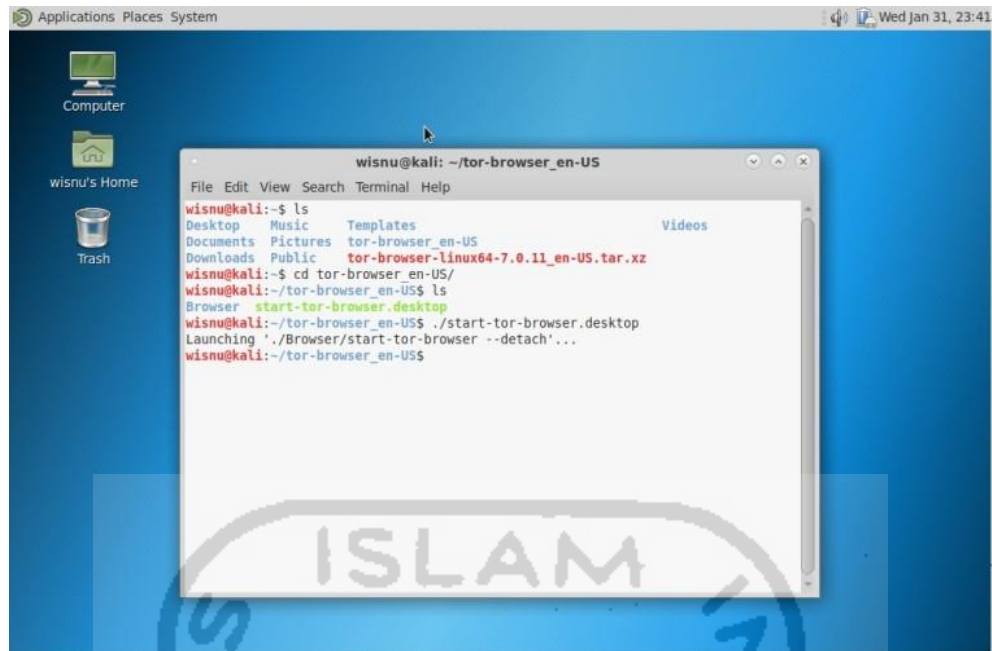 Applications Places System
Wed Jan 31, 23:41
Computer
wisnu's Home
Trash
wisnu@kali: ~/tor-browser_en-US
File Edit View Search Terminal Help
wisnu@kali:~$ ls
Desktop Music Templates Videos
Documents Pictures tor-browser_en-US
Downloads Public tor-browser-linux64-7.0.11_en-US.tar.xz
wisnu@kali:~$ cd tor-browser_en-US/
wisnu@kali:~/tor-browser_en-US$ ls
Browser start-tor-browser.desktop
wisnu@kali:~/tor-browser_en-US$ ./start-tor-browser.desktop
Launching './Browser/start-tor-browser --detach'...
wisnu@kali:~/tor-browser_en-US$
ISLAM